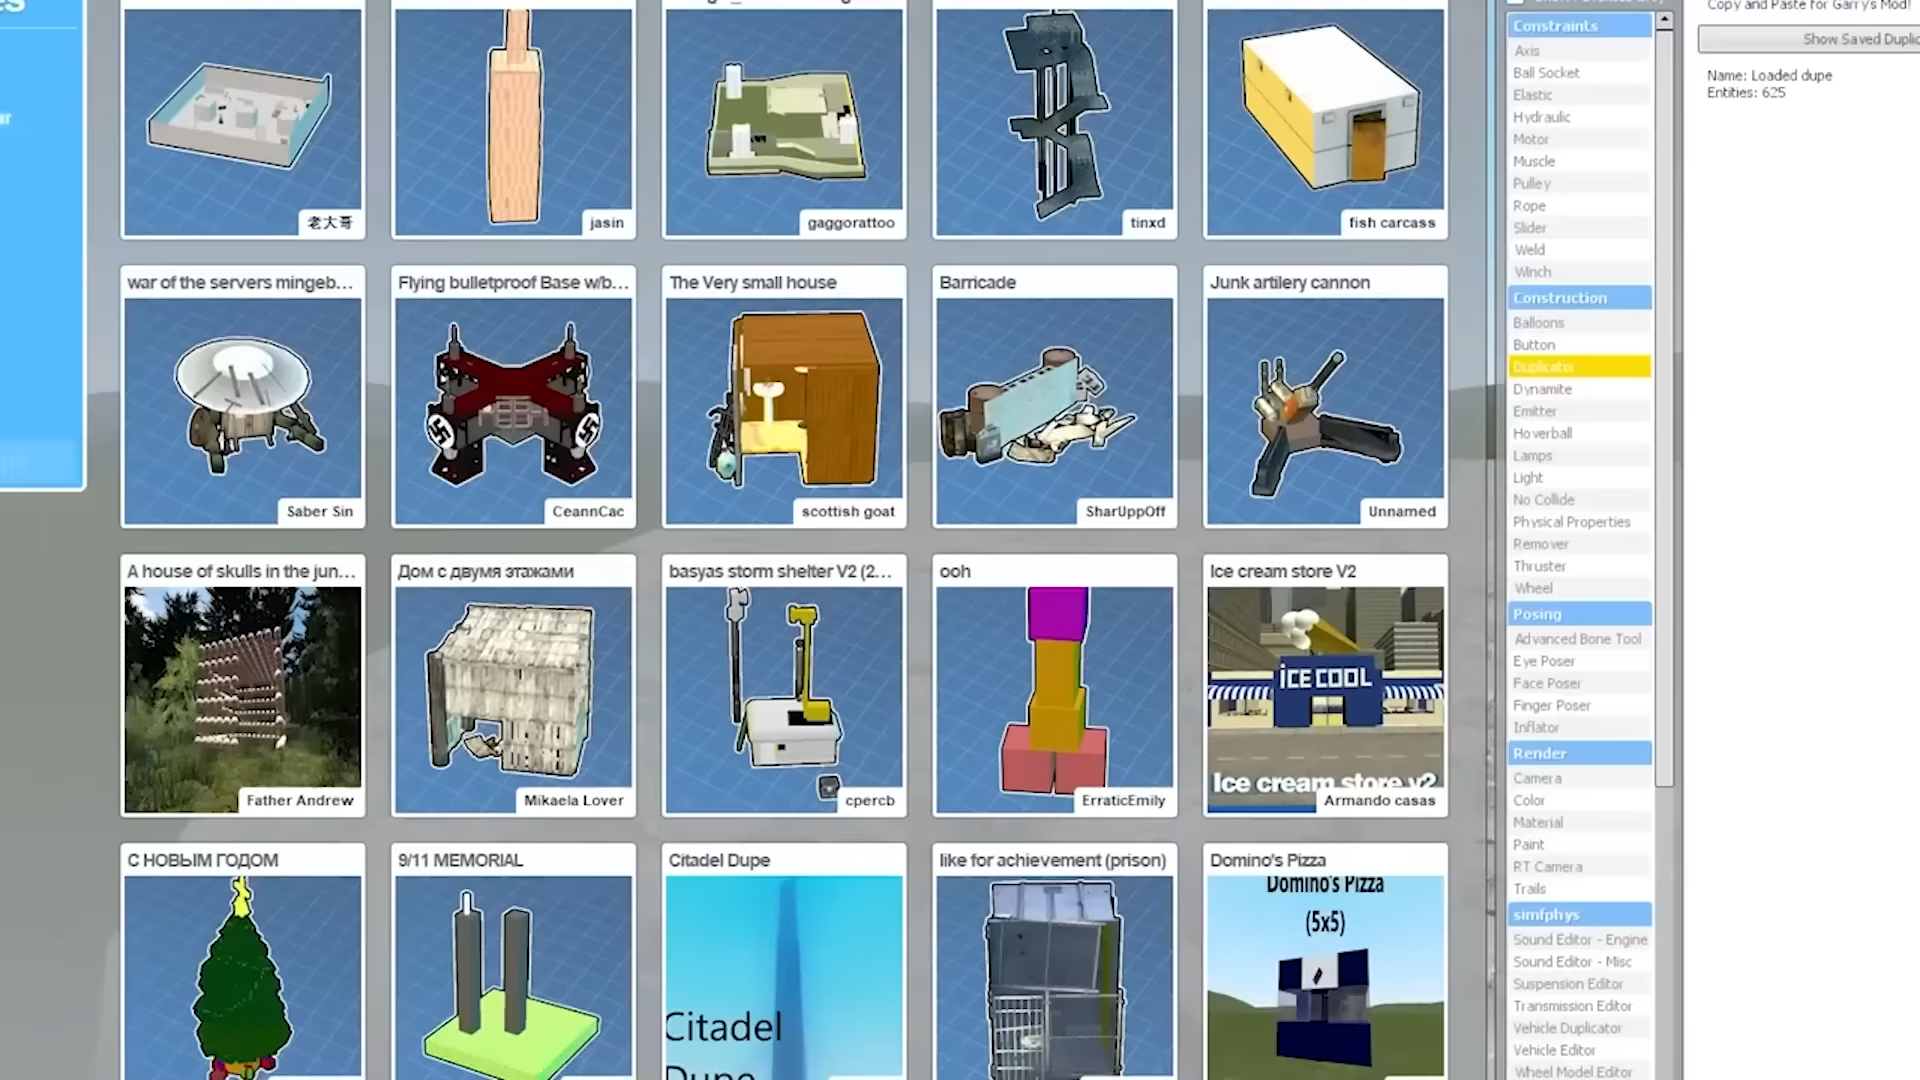 Copy and Paste for Garry's Mod!
Show Saved Duplic
Name: Loaded dupe
Entities: 625
老大哥
jasin
gaggorattoo
tinxd
fish carcass
war of the servers mingeb...
Flying bulletproof Base w/b...
The Very small house
Barricade
Junk artilery cannon
Saber Sin
CeannCac
scottish goat
SharUppOff
Unnamed
A house of skulls in the jun...
Дом с двумя этажами
basyas storm shelter V2 (2...
ooh
Ice cream store V2
iCE COOL
Ice cream store v2
Father Andrew
Mikaela Lover
cpercb
ErraticEmily
Armando casas
С НОВЫМ ГОДОМ
9/11 MEMORIAL
Citadel Dupe
like for achievement (prison)
Domino's Pizza
Domino's Pizza
(5x5)
Citadel
Dupe
Constraints
Axis
Ball Socket
Elastic
Hydraulic
Motor
Muscle
Pulley
Rope
Slider
Weld
Winch
Construction
Balloons
Button
Duplicator
Dynamite
Emitter
Hoverball
Lamps
Light
No Collide
Physical Properties
Remover
Thruster
Wheel
Posing
Advanced Bone Tool
Eye Poser
Face Poser
Finger Poser
Inflator
Render
Camera
Color
Material
Paint
RT Camera
Trails
simfphys
Sound Editor - Engine
Sound Editor - Misc
Suspension Editor
Transmission Editor
Vehicle Duplicator
Vehicle Editor
Wheel Model Editor